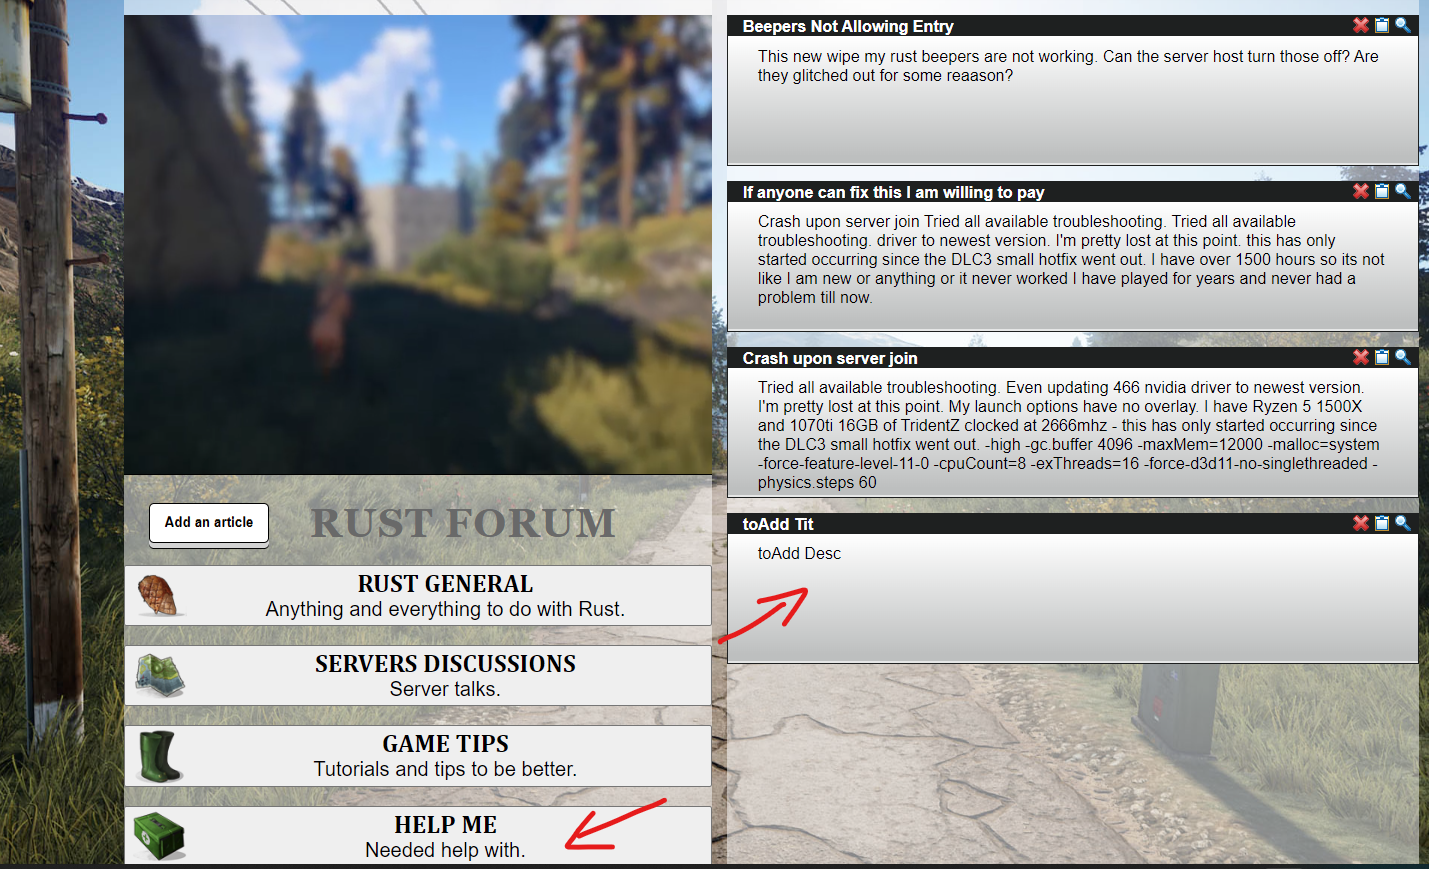 Add an article
RUST FORUM
RUST GENERAL
Anything and everything to do with Rust.
SERVERS DISCUSSIONS
Server talks.
GAME TIPS
Tutorials and tips to be better.
HELP ME
Needed help with.
Beepers Not Allowing Entry
This new wipe my rust beepers are not working. Can the server host turn those off? Are
they glitched out for some reaason?
If anyone can fix this I am willing to pay
Crash upon server join Tried all available troubleshooting. Tried all available
troubleshooting. driver to newest version. I'm pretty lost at this point. this has only
started occurring since the DLC3 small hotfix went out. I have over 1500 hours so its not
like I am new or anything or it never worked I have played for years and never had a
problem till now.
Crash upon server join
Tried all available troubleshooting. Even updating 466 nvidia driver to newest version.
I'm pretty lost at this point. My launch options have no overlay. I have Ryzen 5 1500X
and 1070ti 16GB of TridentZ clocked at 2666mhz - this has only started occurring since
the DLC3 small hotfix went out. -high -gc.buffer 4096 -maxMem=12000 -malloc=system
-force-feature-level-11-0 -cpuCount=8 -exThreads=16 -force-d3d11-no-singlethreaded -
physics.steps 60
toAdd Tit
toAdd Desc